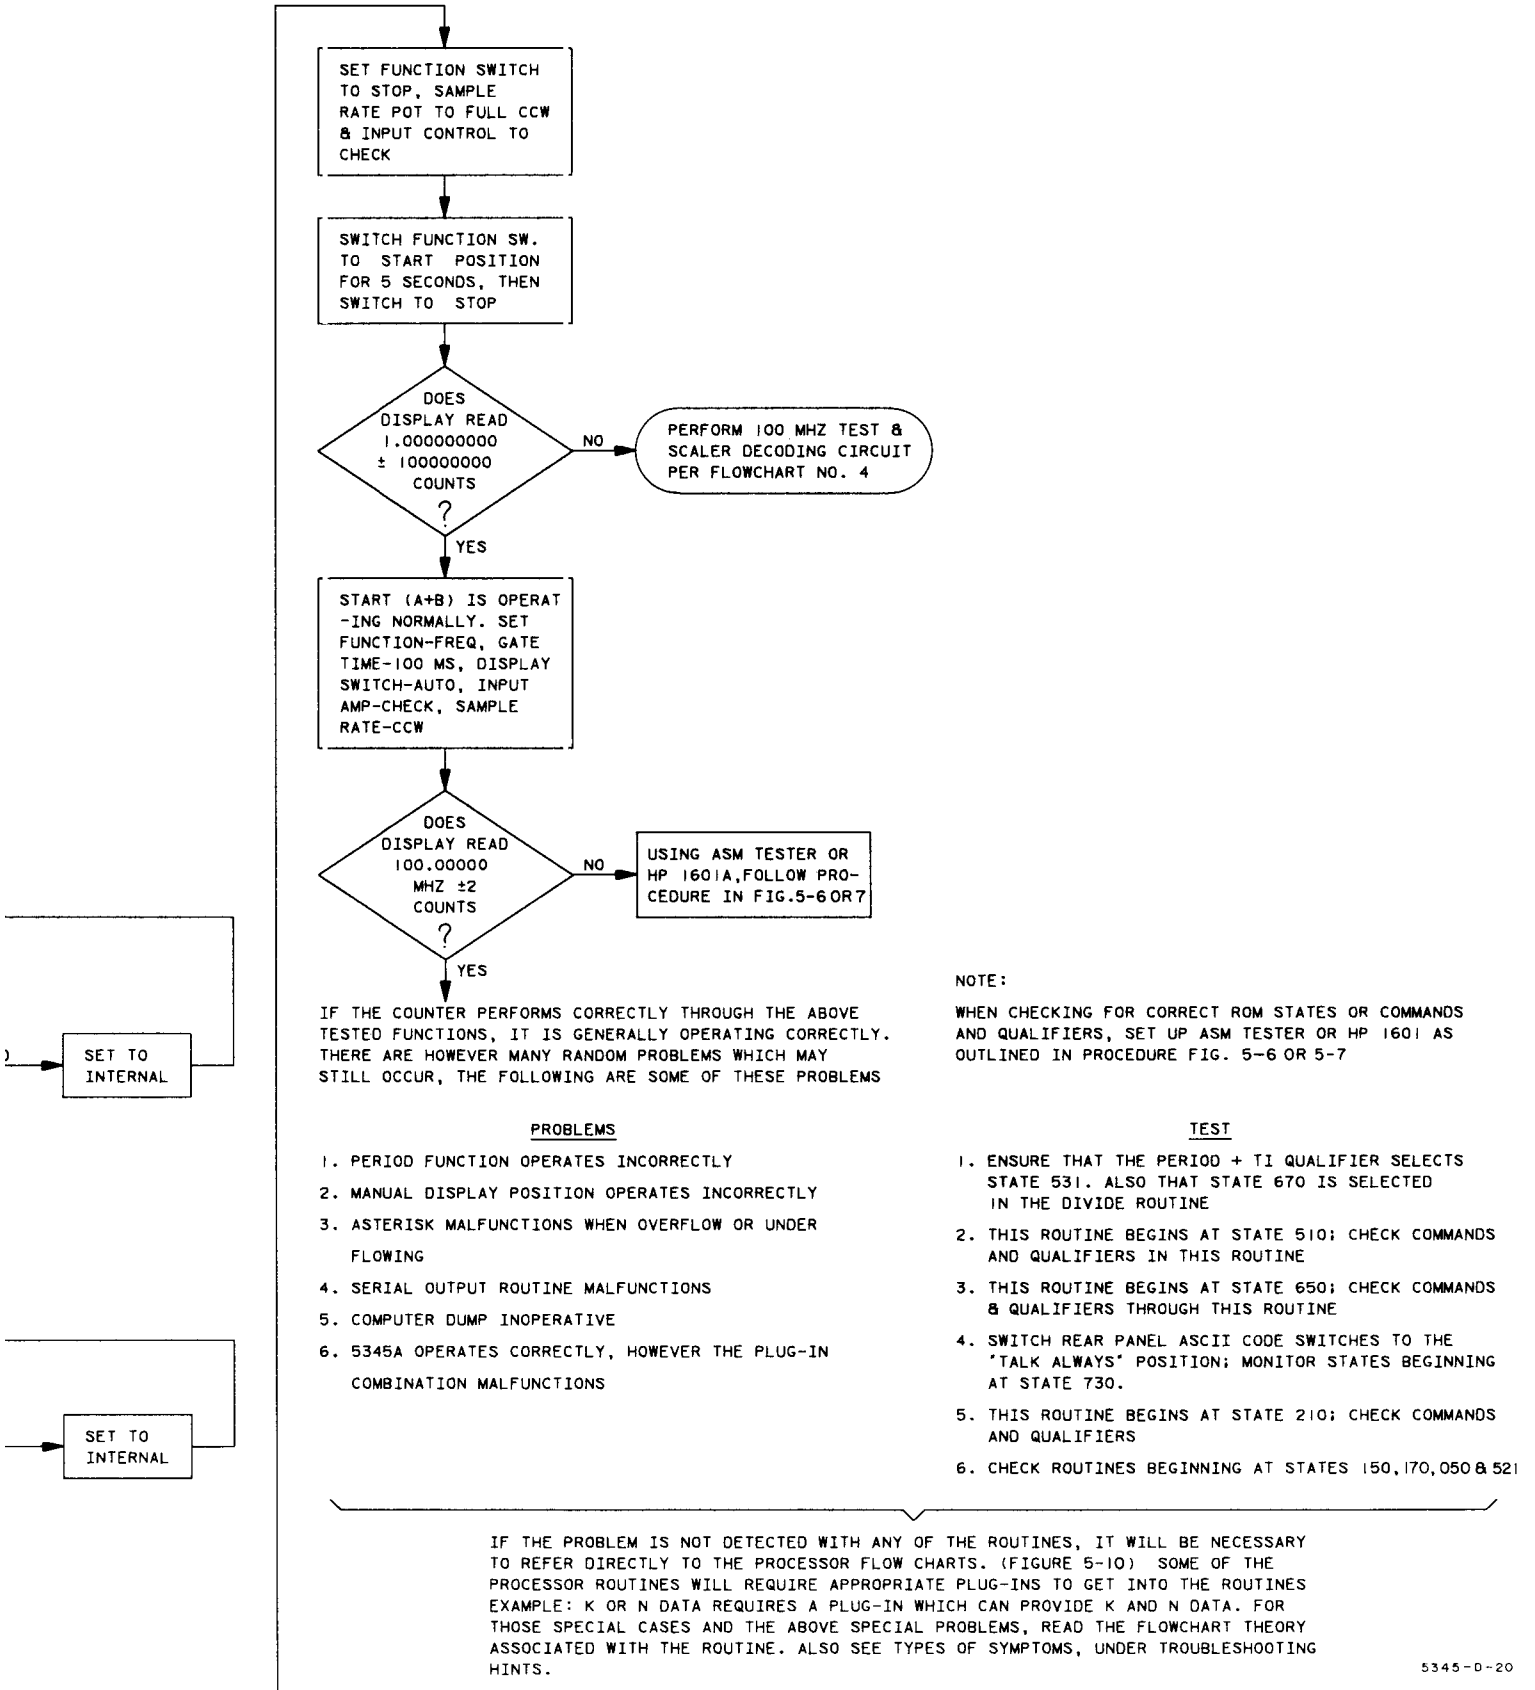 SET FUNCTION SWITCH
TO STOP, SAMPLE
RATE POT TO FULL CCW
& INPUT CONTROL TO
CHECK
SWITCH FUNCTION SW.
TO START POSITION
FOR 5 SECONDS, THEN
SWITCH TO STOP
DOES
DISPLAY READ
1.000000000
± 100000000
COUNTS
?
NO
PERFORM 100 MHZ TEST &
SCALER DECODING CIRCUIT
PER FLOWCHART NO. 4
YES
START (A+B) IS OPERAT
-ING NORMALLY. SET
FUNCTION-FREQ, GATE
TIME-100 MS, DISPLAY
SWITCH-AUTO, INPUT
AMP-CHECK, SAMPLE
RATE-CCW
DOES
DISPLAY READ
100.00000
MHZ ±2
COUNTS
?
NO
USING ASM TESTER OR
HP 1601A,FOLLOW PRO-
CEDURE IN FIG.5-6 OR 7
YES
IF THE COUNTER PERFORMS CORRECTLY THROUGH THE ABOVE
TESTED FUNCTIONS, IT IS GENERALLY OPERATING CORRECTLY.
THERE ARE HOWEVER MANY RANDOM PROBLEMS WHICH MAY
STILL OCCUR, THE FOLLOWING ARE SOME OF THESE PROBLEMS
NOTE:
WHEN CHECKING FOR CORRECT ROM STATES OR COMMANDS
AND QUALIFIERS, SET UP ASM TESTER OR HP 1601 AS
OUTLINED IN PROCEDURE FIG. 5-6 OR 5-7
SET TO
INTERNAL
PROBLEMS
1. PERIOD FUNCTION OPERATES INCORRECTLY
2. MANUAL DISPLAY POSITION OPERATES INCORRECTLY
3. ASTERISK MALFUNCTIONS WHEN OVERFLOW OR UNDER
FLOWING
4. SERIAL OUTPUT ROUTINE MALFUNCTIONS
5. COMPUTER DUMP INOPERATIVE
6. 5345A OPERATES CORRECTLY, HOWEVER THE PLUG-IN
COMBINATION MALFUNCTIONS
TEST
1. ENSURE THAT THE PERIOD + TI QUALIFIER SELECTS
STATE 531. ALSO THAT STATE 670 IS SELECTED
IN THE DIVIDE ROUTINE
2. THIS ROUTINE BEGINS AT STATE 510; CHECK COMMANDS
AND QUALIFIERS IN THIS ROUTINE
3. THIS ROUTINE BEGINS AT STATE 650; CHECK COMMANDS
& QUALIFIERS THROUGH THIS ROUTINE
4. SWITCH REAR PANEL ASCII CODE SWITCHES TO THE
"TALK ALWAYS" POSITION; MONITOR STATES BEGINNING
AT STATE 730.
5. THIS ROUTINE BEGINS AT STATE 210; CHECK COMMANDS
AND QUALIFIERS
6. CHECK ROUTINES BEGINNING AT STATES 150, 170, 050 & 521
SET TO
INTERNAL
IF THE PROBLEM IS NOT DETECTED WITH ANY OF THE ROUTINES, IT WILL BE NECESSARY
TO REFER DIRECTLY TO THE PROCESSOR FLOW CHARTS. (FIGURE 5-10) SOME OF THE
PROCESSOR ROUTINES WILL REQUIRE APPROPRIATE PLUG-INS TO GET INTO THE ROUTINES
EXAMPLE: K OR N DATA REQUIRES A PLUG-IN WHICH CAN PROVIDE K AND N DATA. FOR
THOSE SPECIAL CASES AND THE ABOVE SPECIAL PROBLEMS, READ THE FLOWCHART THEORY
ASSOCIATED WITH THE ROUTINE. ALSO SEE TYPES OF SYMPTOMS, UNDER TROUBLESHOOTING
HINTS.
5345-D-20